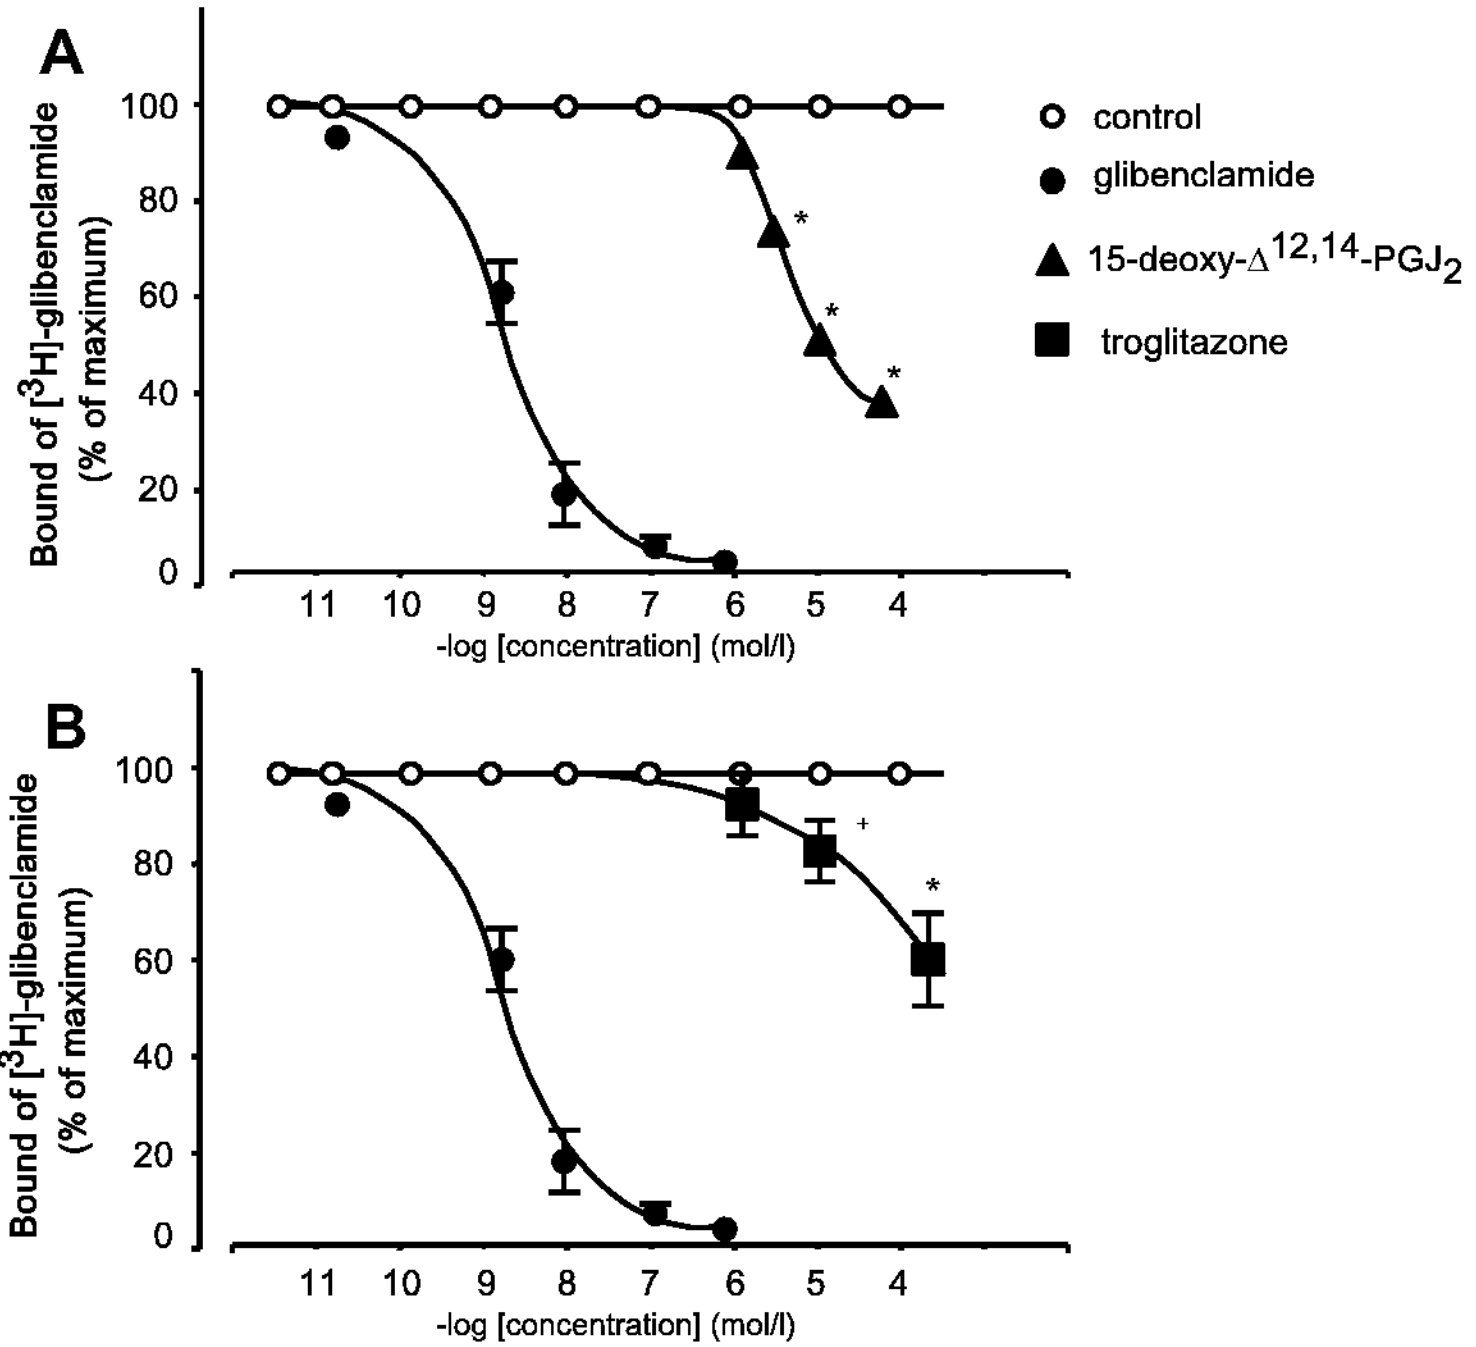 A
Bound of [³H]-glibenclamide
(% of maximum)
100
80
60
40
20
0
11 10 9 8 7 6 5 4
-log [concentration] (mol/l)
* 
*
*
control
glibenclamide
15-deoxy-Δ¹²,¹⁴-PGJ₂
troglitazone
B
Bound of [³H]-glibenclamide
(% of maximum)
100
80
60
40
20
0
11 10 9 8 7 6 5 4
-log [concentration] (mol/l)
+
*